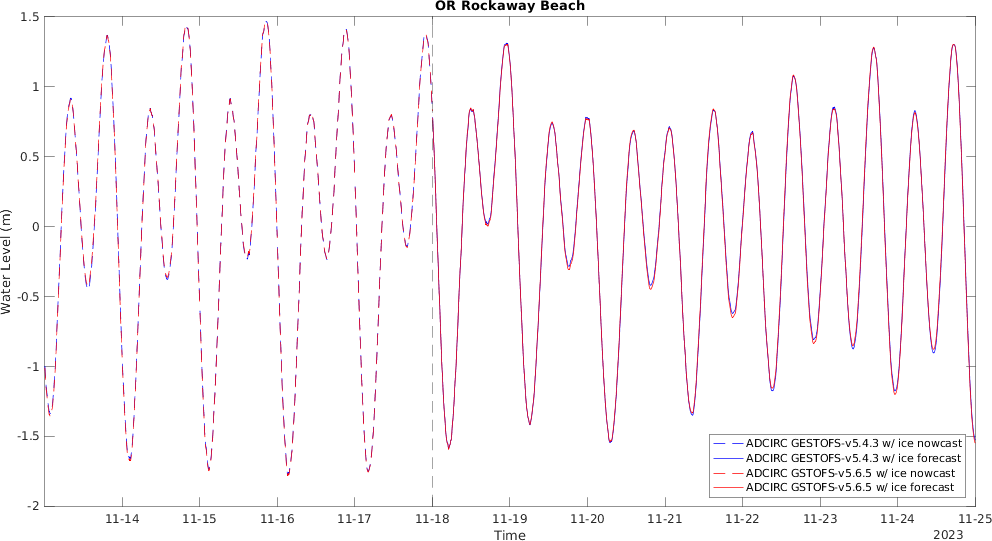 OR Rockaway Beach
1.5
1
0.5
0
-0.5
-1
-1.5
-2
Water Level (m)
ADCIRC GESTOFS-v5.4.3 w/ ice nowcast
ADCIRC GESTOFS-v5.4.3 w/ ice forecast
ADCIRC GSTOFS-v5.6.5 w/ ice nowcast
ADCIRC GSTOFS-v5.6.5 w/ ice forecast
11-14 11-15 11-16 11-17 11-18 11-19 11-20 11-21 11-22 11-23 11-24 11-25
Time
2023